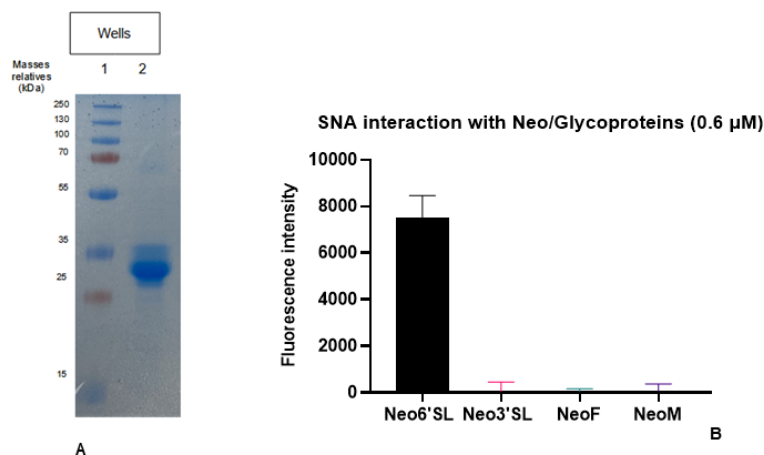 Wells
Masses
relatives
(kDa)
1 2
250
130
100
70
55
35
25
15
A
SNA interaction with Neo/Glycoproteins (0.6 µM)
Fluorescence intensity
10000
8000
6000
4000
2000
0
Neo6'SL Neo3'SL NeoF NeoM
B